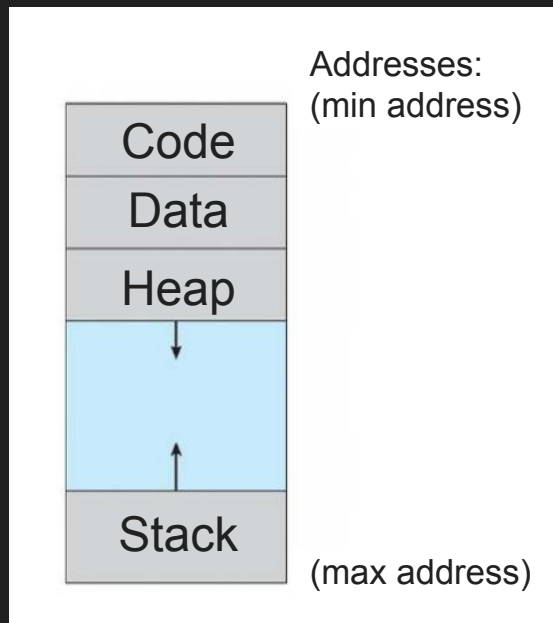 Addresses:
(min address)
Code
Data
Heap
Stack
(max address)